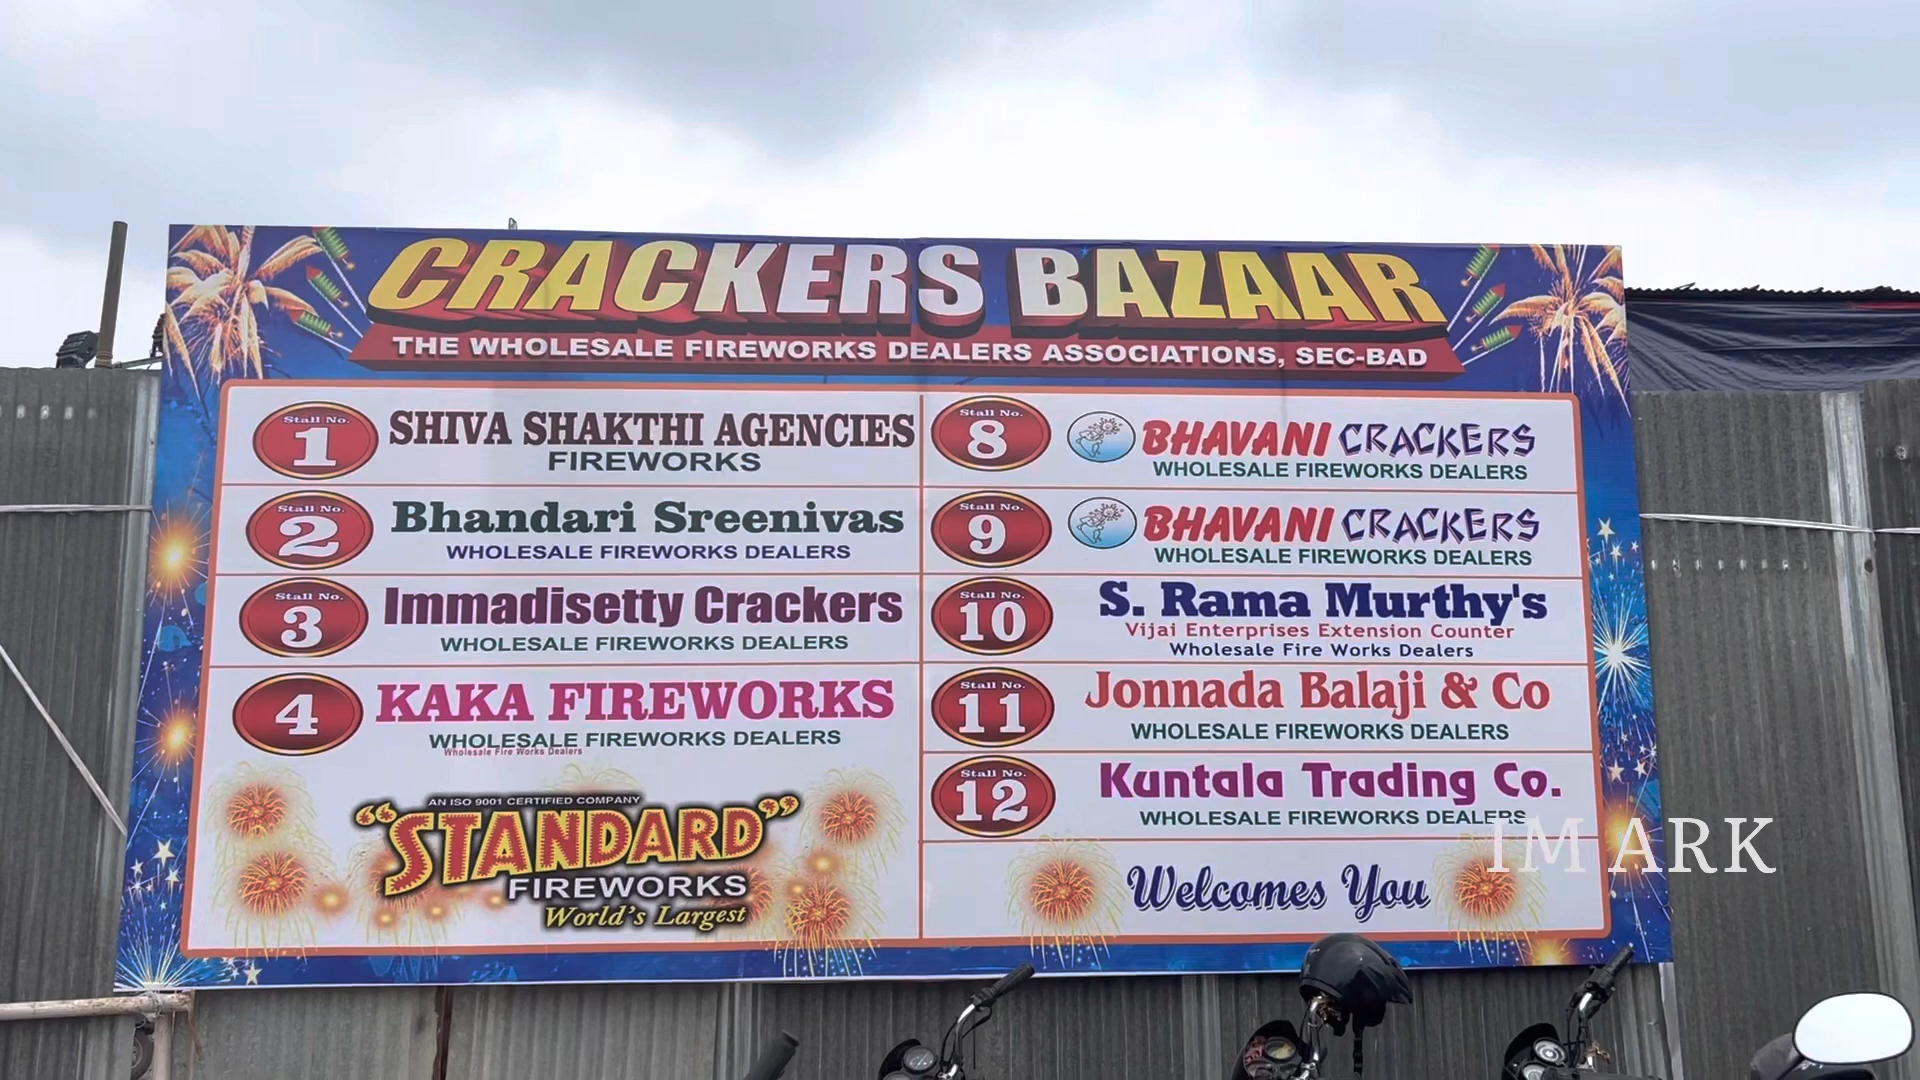 CRACKERS BAZAAR
THE WHOLESALE FIREWORKS DEALERS ASSOCIATIONS, SEC-BAD
Stall No. 1
SHIVA SHAKTHI AGENCIES
FIREWORKS
Stall No. 2
Bhandari Sreenivas
WHOLESALE FIREWORKS DEALERS
Stall No. 3
Immadisetty Crackers
WHOLESALE FIREWORKS DEALERS
Stall No. 4
KAKA FIREWORKS
WHOLESALE FIREWORKS DEALERS
Wholesale Fire Works Dealers
AN ISO 9001 CERTIFIED COMPANY
"STANDARD"
FIREWORKS
World's Largest
Stall No. 8
BHAVANI CRACKERS
WHOLESALE FIREWORKS DEALERS
Stall No. 9
BHAVANI CRACKERS
WHOLESALE FIREWORKS DEALERS
Stall No. 10
S. Rama Murthy's
Vijai Enterprises Extension Counter
Wholesale Fire Works Dealers
Stall No. 11
Jonnada Balaji & Co
WHOLESALE FIREWORKS DEALERS
Stall No. 12
Kuntala Trading Co.
WHOLESALE FIREWORKS DEALERS
Welcomes You
IM ARK